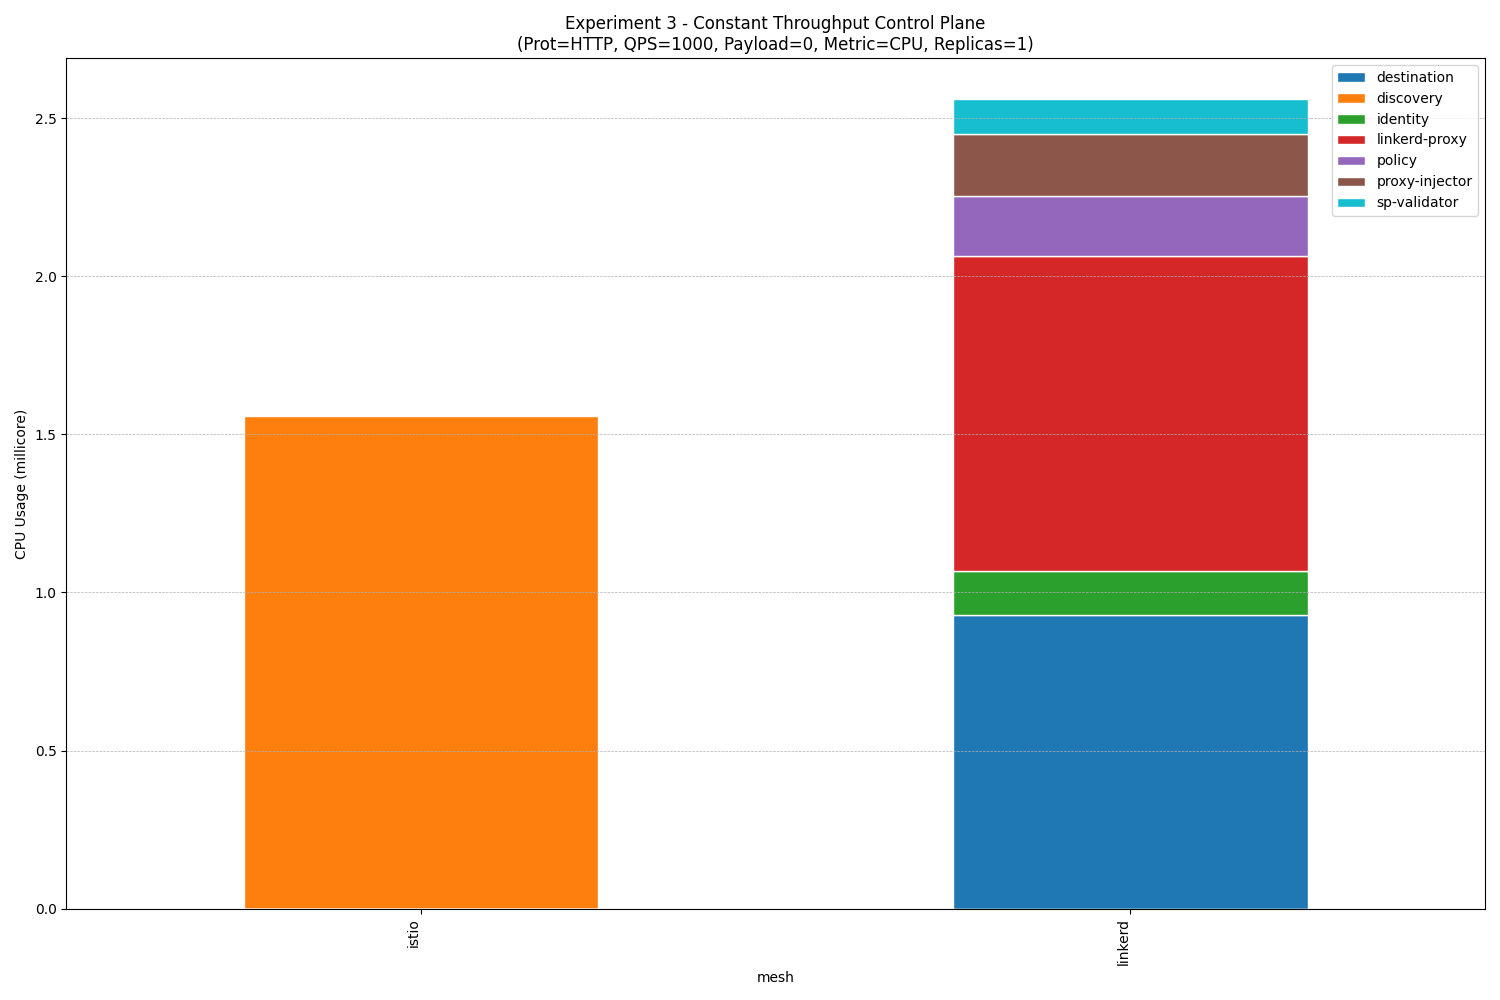 Experiment 3 - Constant Throughput Control Plane
(Prot=HTTP, QPS=1000, Payload=0, Metric=CPU, Replicas=1)
destination
discovery
identity
linkerd-proxy
policy
proxy-injector
sp-validator
CPU Usage (millicore)
2.5
2.0
1.5
1.0
0.5
0.0
istio
linkerd
mesh